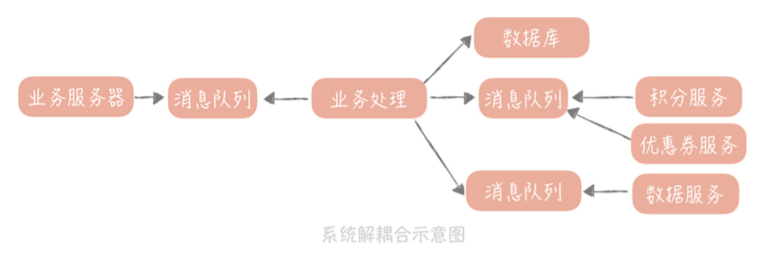 数据库
业务服务器
消息队列
业务处理
消息队列
积分服务
优惠券服务
消息队列
数据服务
系统解耦合示意图